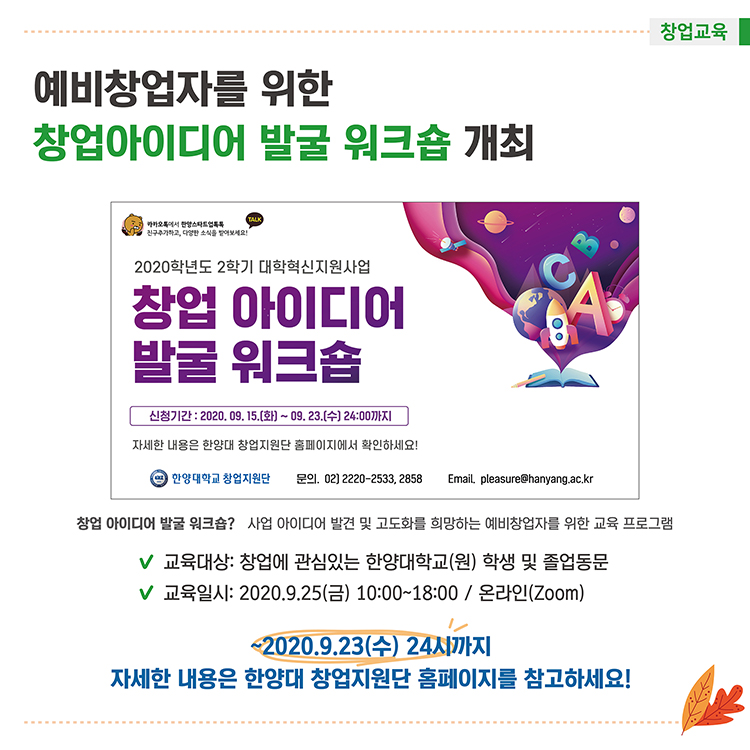 창업교육
예비창업자를 위한
창업아이디어 발굴 워크숍 개최
카카오톡에서 한양스타트업톡톡
친구추가하고, 다양한 소식을 받아보세요!
TALK
2020학년도 2학기 대학혁신지원사업
창업 아이디어
발굴 워크숍
B
C
A
신청기간 : 2020. 09. 15.(화) ~ 09. 23.(수) 24:00까지
자세한 내용은 한양대 창업지원단 홈페이지에서 확인하세요!
한양대학교 창업지원단 문의. 02) 2220-2533, 2858 Email. pleasure@hanyang.ac.kr
창업 아이디어 발굴 워크숍? 사업 아이디어 발견 및 고도화를 희망하는 예비창업자를 위한 교육 프로그램
✓ 교육대상: 창업에 관심있는 한양대학교(원) 학생 및 졸업동문
✓ 교육일시: 2020.9.25(금) 10:00~18:00 / 온라인(Zoom)
~2020.9.23(수) 24시까지
자세한 내용은 한양대 창업지원단 홈페이지를 참고하세요!